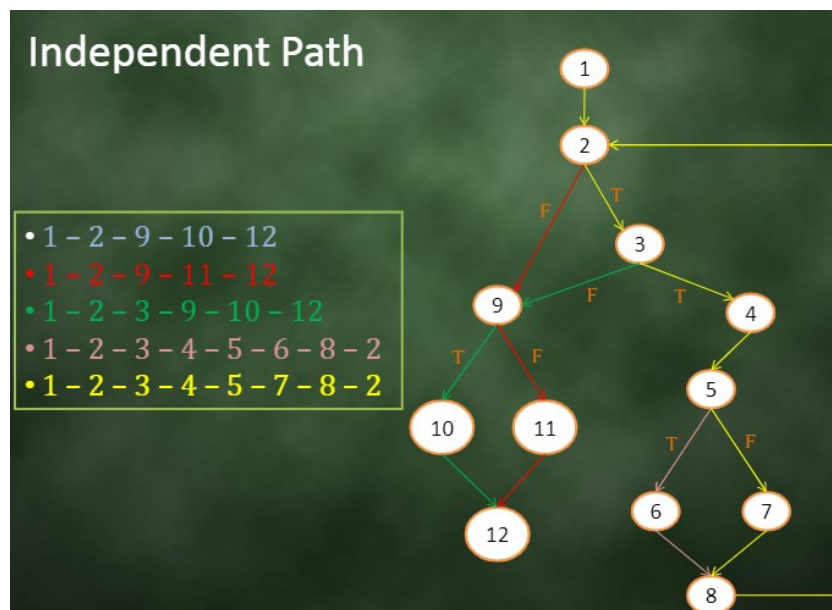 Independent Path
• 1 – 2 – 9 – 10 – 12
• 1 – 2 – 9 – 11 – 12
• 1 – 2 – 3 – 9 – 10 – 12
• 1 – 2 – 3 – 4 – 5 – 6 – 8 – 2
• 1 – 2 – 3 – 4 – 5 – 7 – 8 – 2
1
2
F T
3
9 F T 4
T F
5
10 11
T F
6 7
12
8